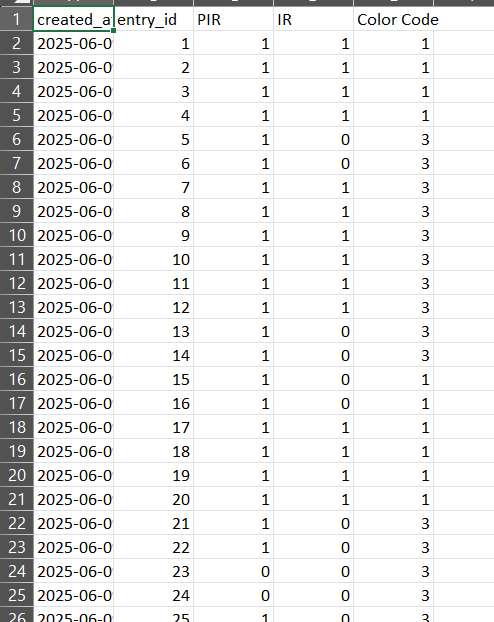 1 created_a entry_id PIR IR Color Code
2 2025-06-0 1 1 1 1
3 2025-06-0 2 1 1 1
4 2025-06-0 3 1 1 1
5 2025-06-0 4 1 1 1
6 2025-06-0 5 1 0 3
7 2025-06-0 6 1 0 3
8 2025-06-0 7 1 1 3
9 2025-06-0 8 1 1 3
10 2025-06-0 9 1 1 3
11 2025-06-0 10 1 1 3
12 2025-06-0 11 1 1 3
13 2025-06-0 12 1 1 3
14 2025-06-0 13 1 0 3
15 2025-06-0 14 1 0 3
16 2025-06-0 15 1 0 1
17 2025-06-0 16 1 0 1
18 2025-06-0 17 1 1 1
19 2025-06-0 18 1 1 1
20 2025-06-0 19 1 1 1
21 2025-06-0 20 1 1 1
22 2025-06-0 21 1 0 3
23 2025-06-0 22 1 0 3
24 2025-06-0 23 0 0 3
25 2025-06-0 24 0 0 3
26 2025-06-0 25 1 0 3